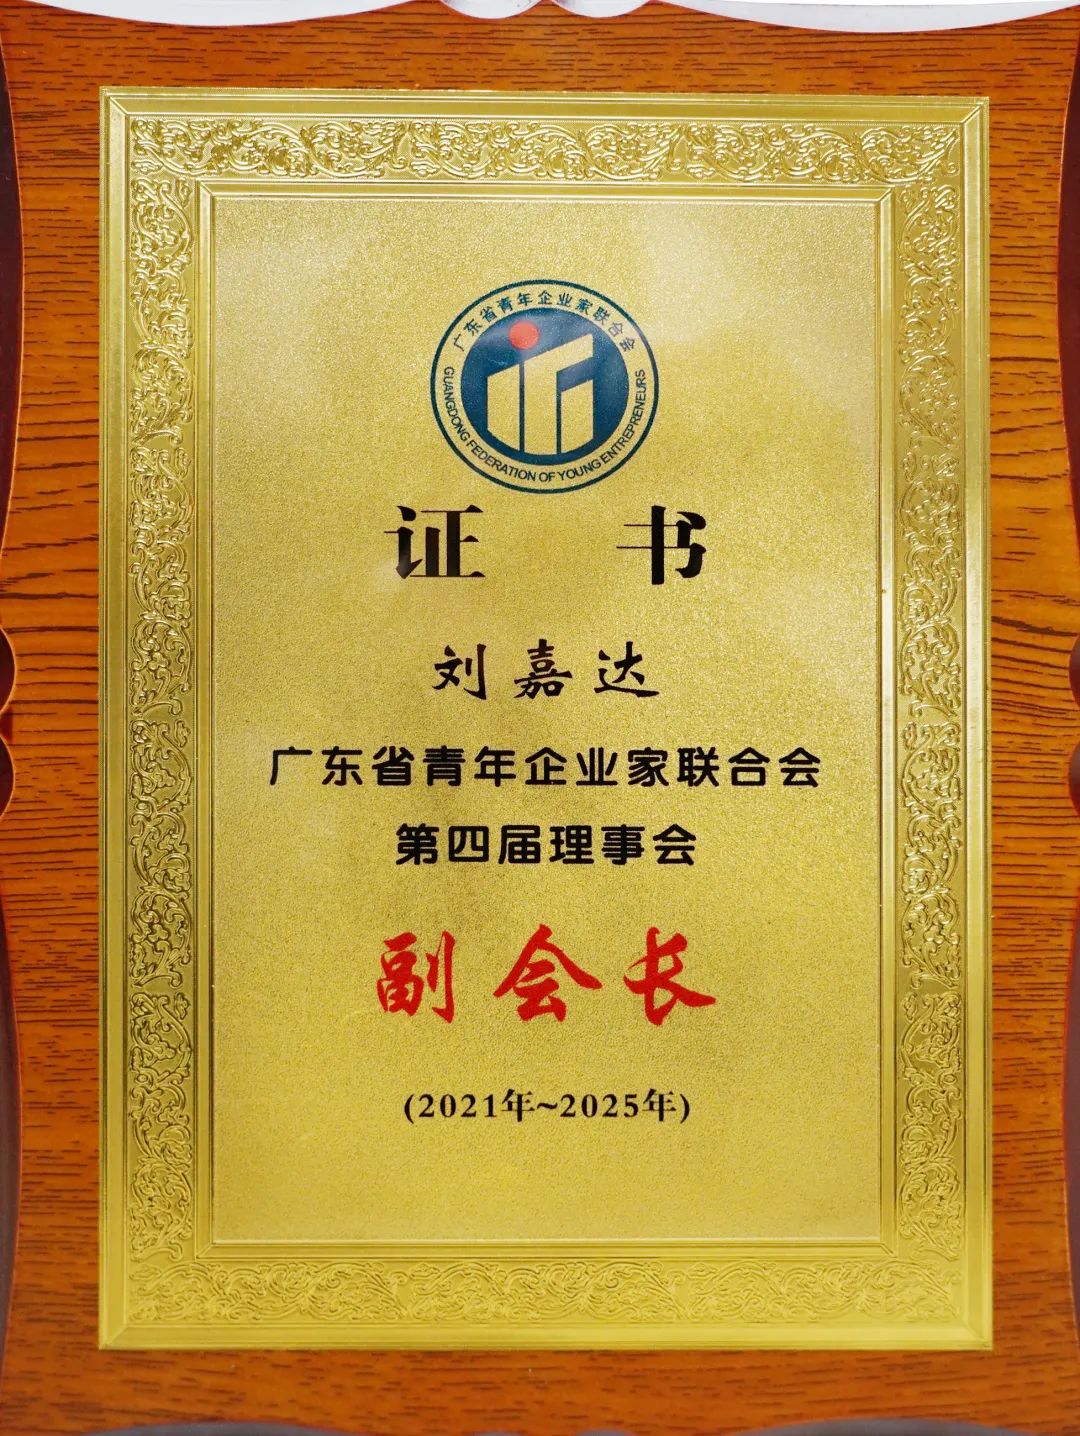 广东省青年企业家联合会
GUANGDONG FEDERATION OF YOUNG ENTREPRENEURS
证 书
刘嘉达
广东省青年企业家联合会
第四届理事会
副会长
(2021年~2025年)